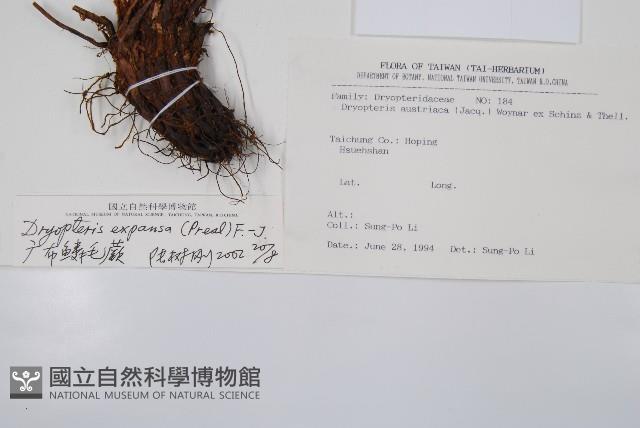 FLORA OF TAIWAN (TAI-HERBARIUM)
DEPARTMENT OF BOTANY, NATIONAL TAIWAN UNIVERSITY, TAIWAN R.O.CHINA
Family: Dryopteridaceae NO: 184
Dryopteris austriaca (Jacq.) Woynar ex Schinz & Thell.
Taichung Co.: Hoping
Hsuehshan
Lat. Long.
Alt.:
Coll.: Sung-Po Li
Date.: June 28, 1994 Det.: Sung-Po Li
國立自然科學博物館
NATIONAL MUSEUM OF NATURAL SCIENCE, TAICHUNG, TAIWAN, R.O.CHINA
Dryopteris expansa (Presl) F.-J.
广布鱗毛蕨 2002 20/8
國立自然科學博物館
NATIONAL MUSEUM OF NATURAL SCIENCE